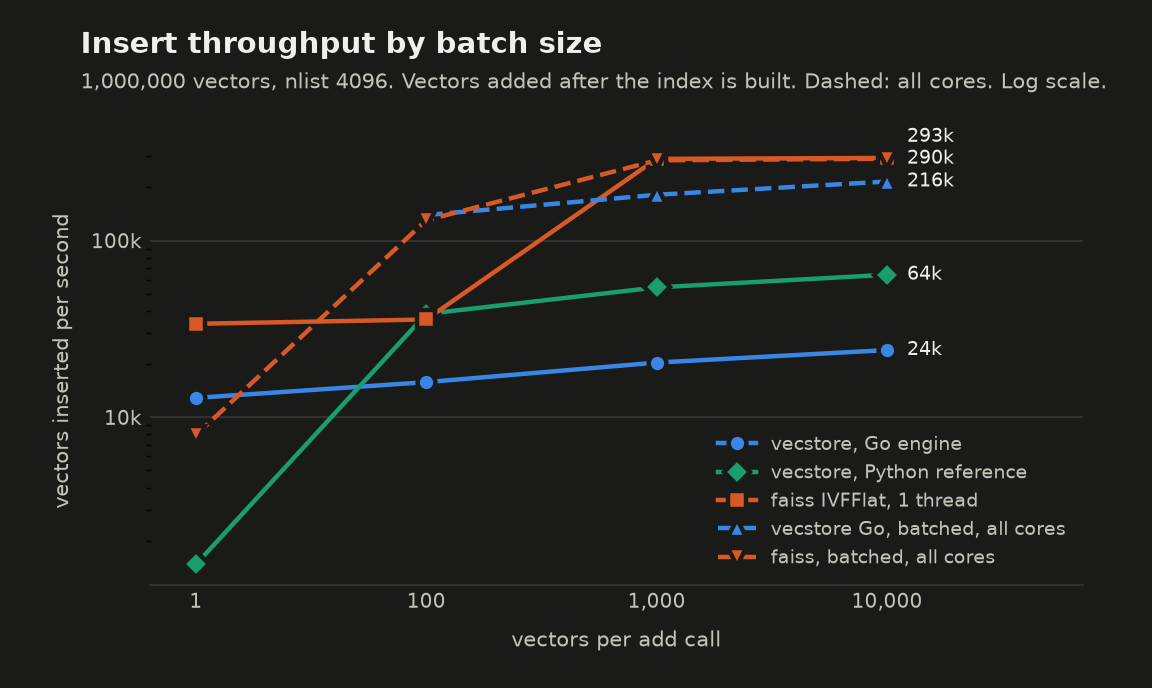 Insert throughput by batch size
1,000,000 vectors, nlist 4096. Vectors added after the index is built. Dashed: all cores. Log scale.
293k
290k
216k
100k
64k
24k
10k
vectors inserted per second
vecstore, Go engine
vecstore, Python reference
faiss IVFFlat, 1 thread
vecstore Go, batched, all cores
faiss, batched, all cores
1
100
1,000
10,000
vectors per add call